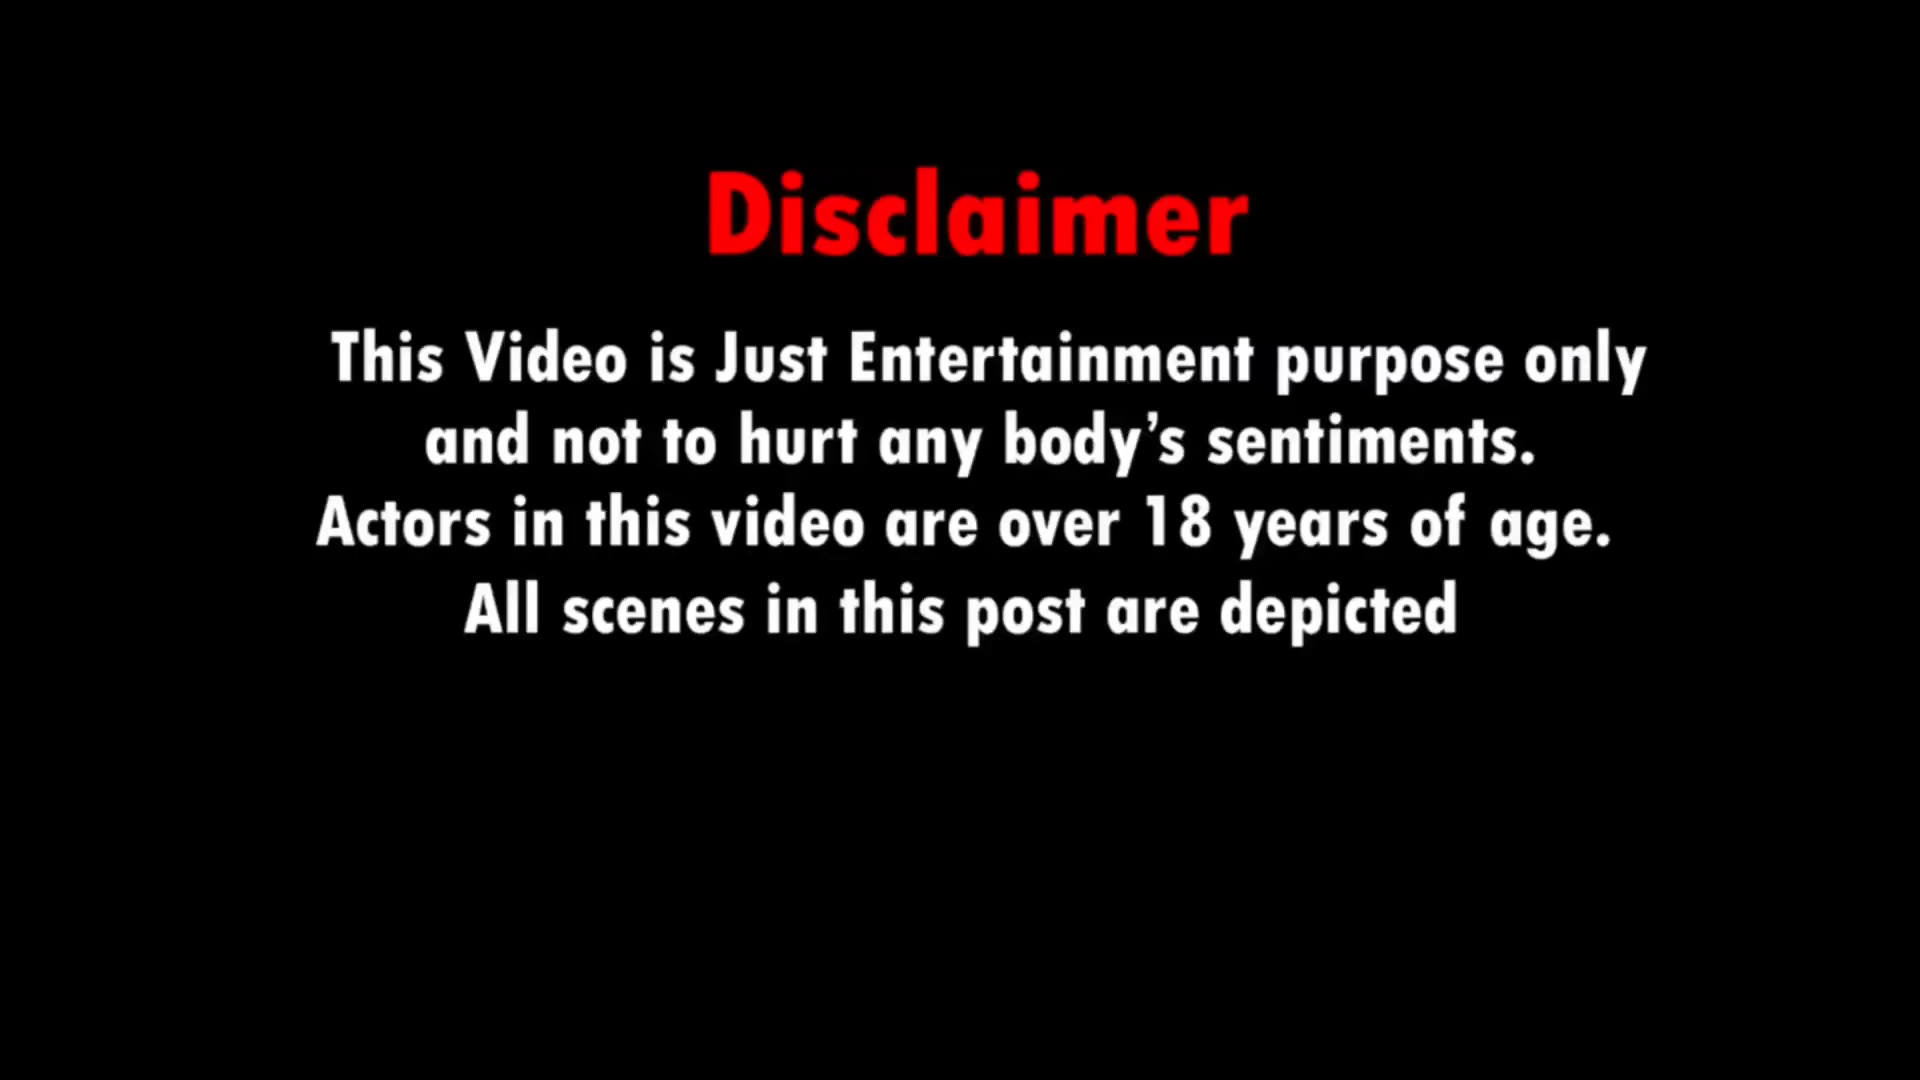 Disclaimer
This Video is Just Entertainment purpose only
and not to hurt any body’s sentiments.
Actors in this video are over 18 years of age.
All scenes in this post are depicted